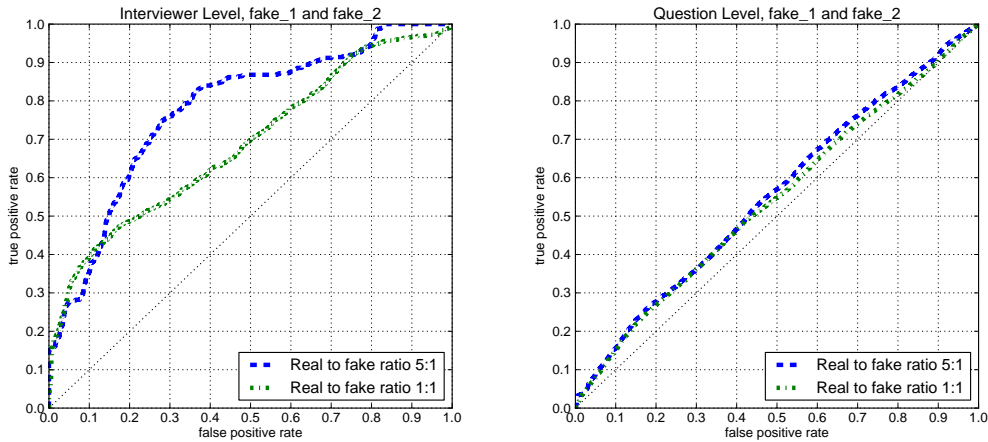 Interviewer Level, fake_1 and fake_2
1.0
0.9
0.8
0.7
0.6
0.5
0.4
0.3
0.2
0.1
0.0
true positive rate
0.0 0.1 0.2 0.3 0.4 0.5 0.6 0.7 0.8 0.9 1.0
false positive rate
Real to fake ratio 5:1
Real to fake ratio 1:1
Question Level, fake_1 and fake_2
1.0
0.9
0.8
0.7
0.6
0.5
0.4
0.3
0.2
0.1
0.0
true positive rate
0.0 0.1 0.2 0.3 0.4 0.5 0.6 0.7 0.8 0.9 1.0
false positive rate
Real to fake ratio 5:1
Real to fake ratio 1:1